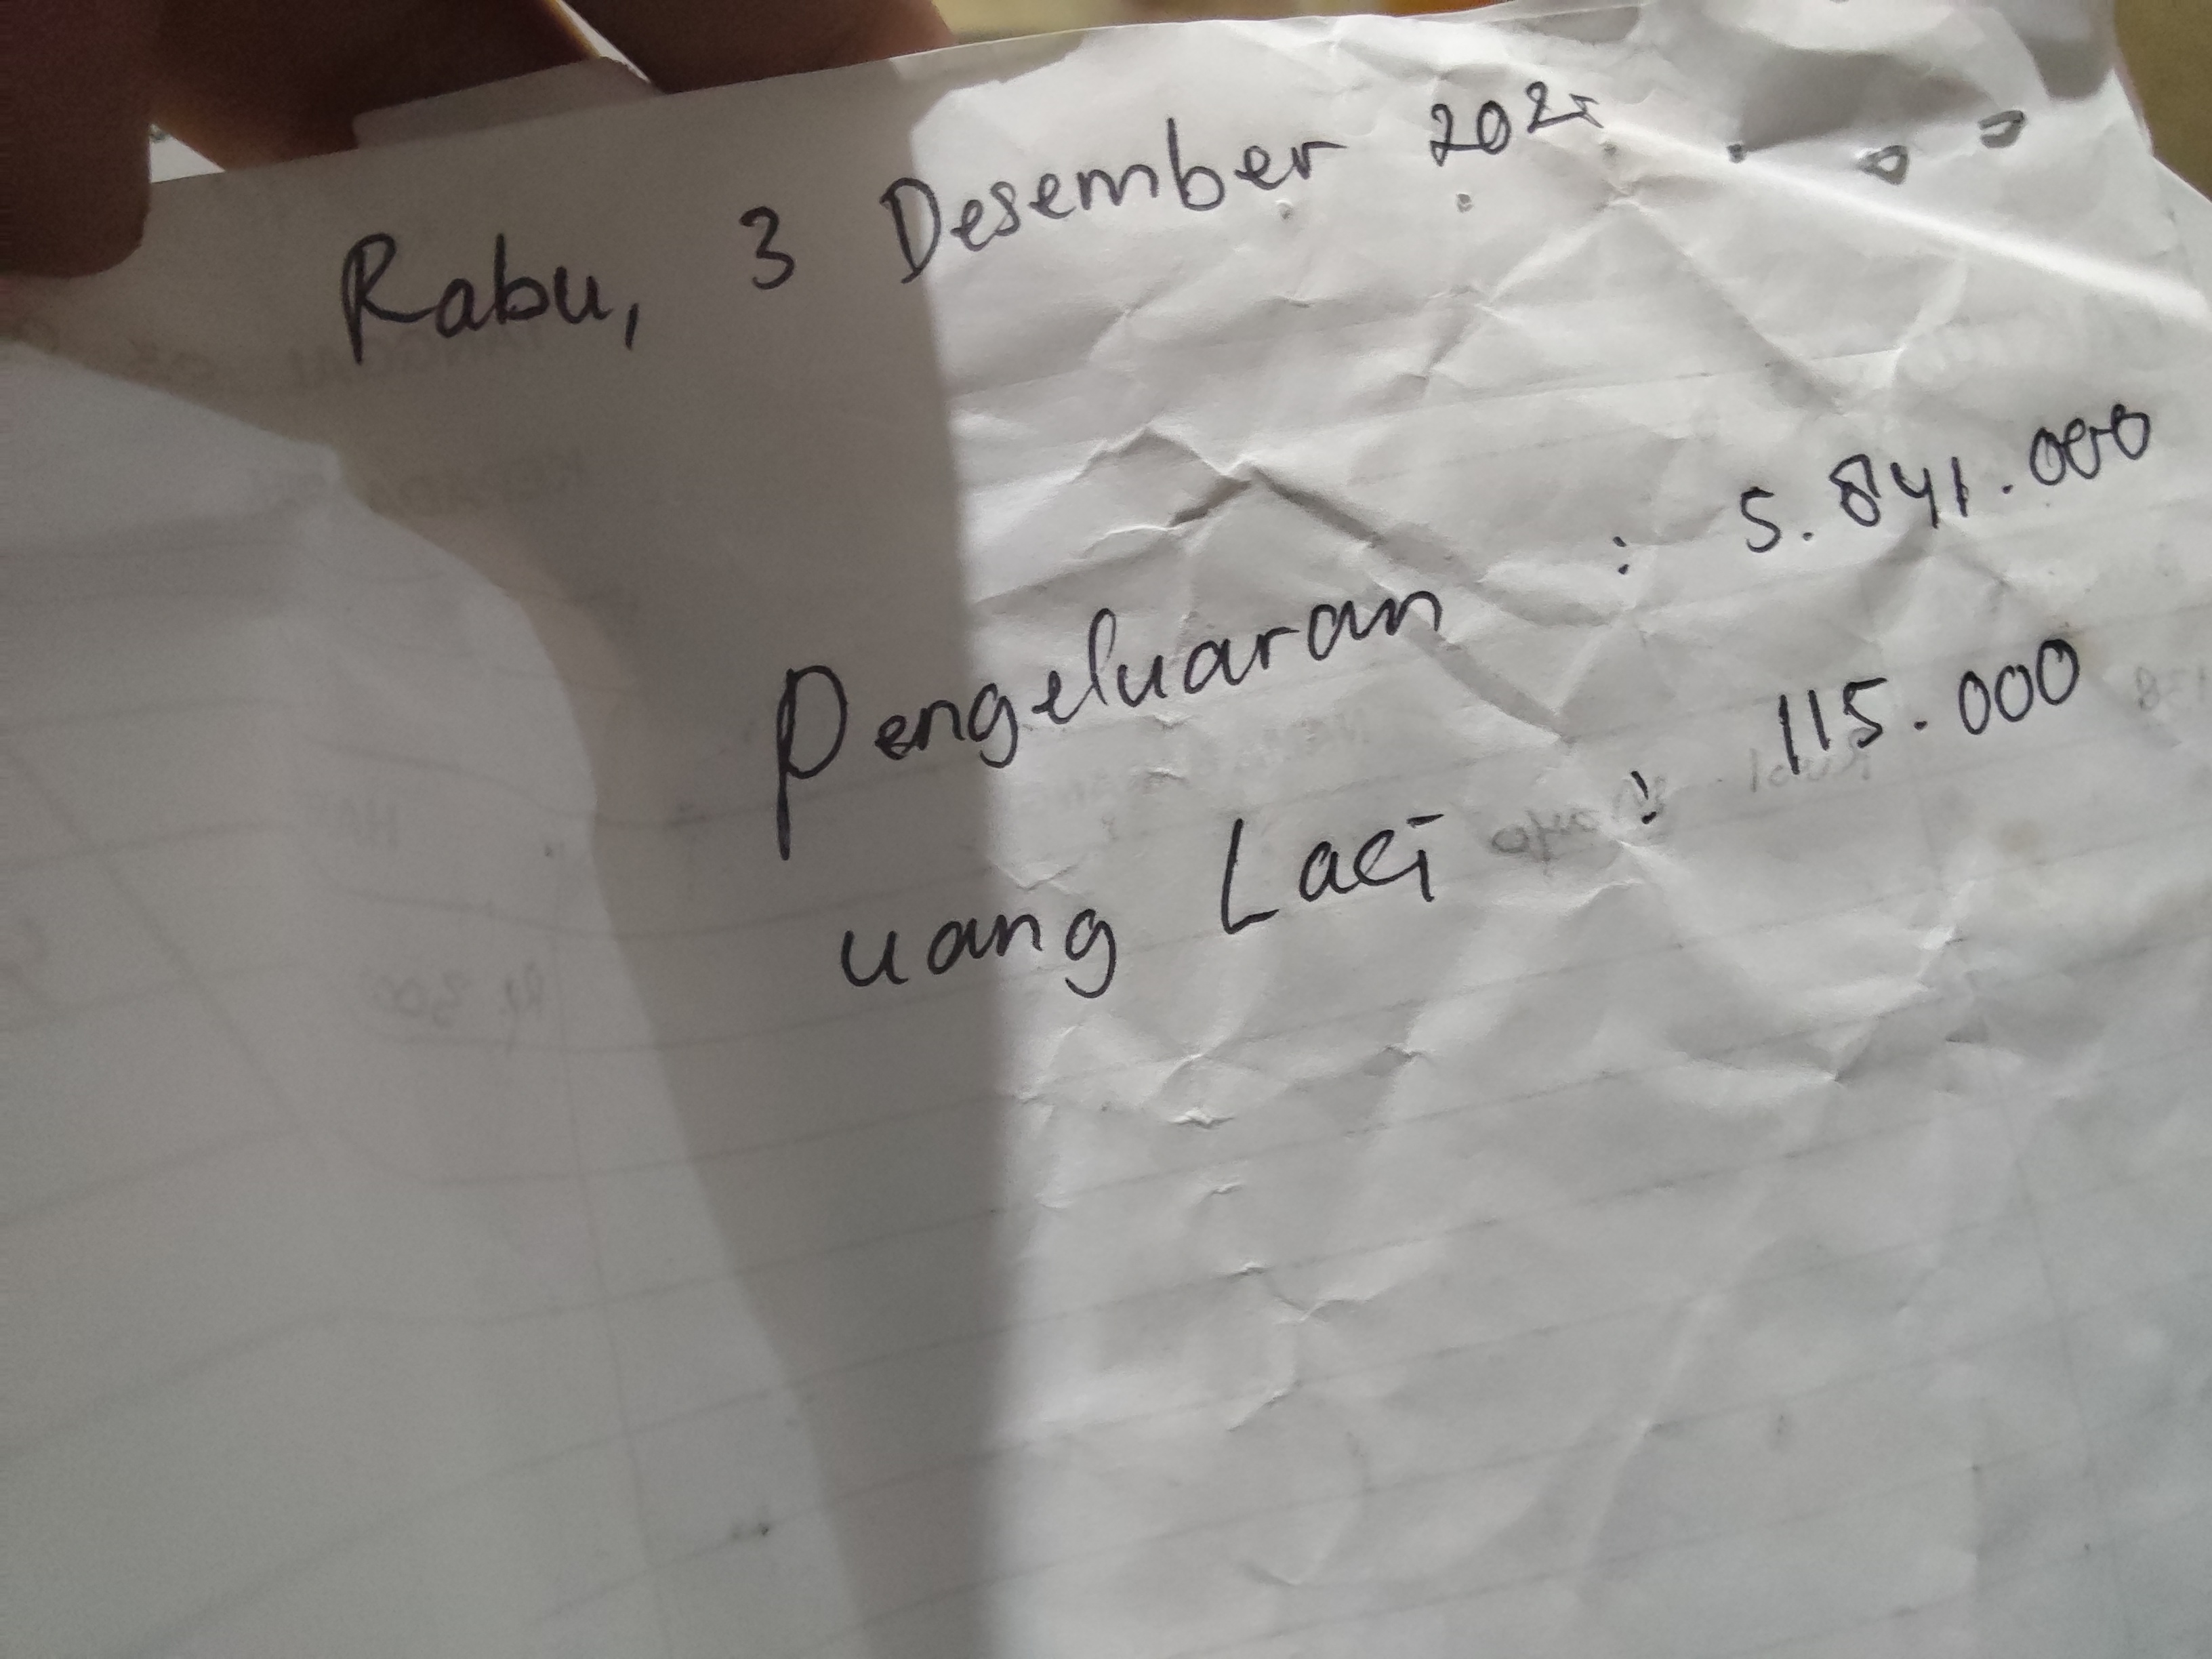 Rabu, 3 Desember 2025
Pengeluaran : 5.841.000
uang Laci : 115.000